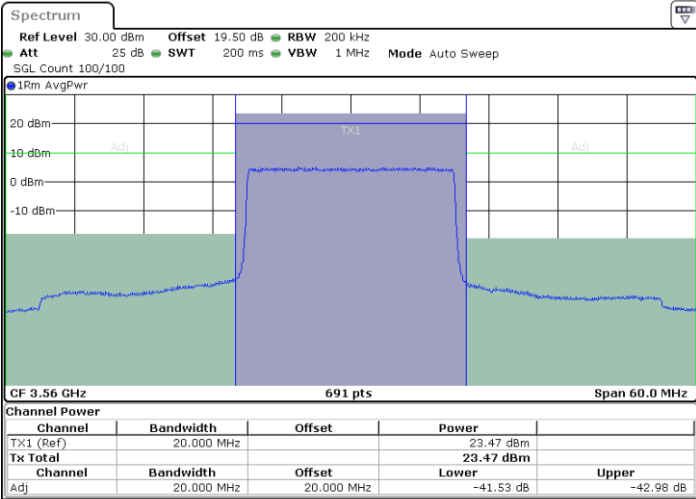 Spectrum
Ref Level 30.00 dBm Offset 19.50 dB RBW 200 kHz
Att 25 dB SWT 200 ms VBW 1 MHz Mode Auto Sweep
SGL Count 100/100
1Rm AvgPwr
20 dBm
TX1
10 dBm Adj Adj
0 dBm
-10 dBm
CF 3.56 GHz 691 pts Span 60.0 MHz
Channel Power
Channel Bandwidth Offset Power
TX1 (Ref) 20.000 MHz 23.47 dBm
Tx Total 23.47 dBm
Channel Bandwidth Offset Lower Upper
Adj 20.000 MHz 20.000 MHz -41.53 dB -42.98 dB